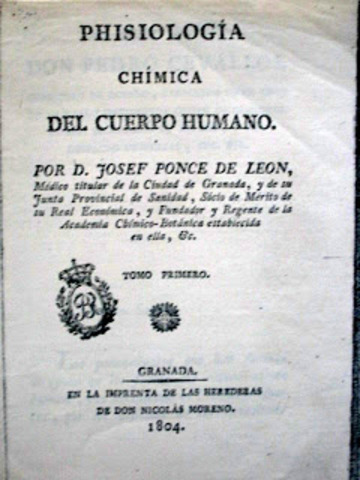 PHISIOLOGÍA
CHÍMICA
DEL CUERPO HUMANO.
POR D. JOSEF PONCE DE LEON,
Médico titular de la Ciudad de Granada, y de su
Junta Provincial de Sanidad, Sicio de Mérito de
su Real Económica, y Fundador y Regente de la
Academia Chímico-Botánica establecida
en ella, &c.
TOMO PRIMERO.
GRANADA.
EN LA IMPRENTA DE LAS HEREDERAS
DE DON NICOLÁS MORENO.
1804.